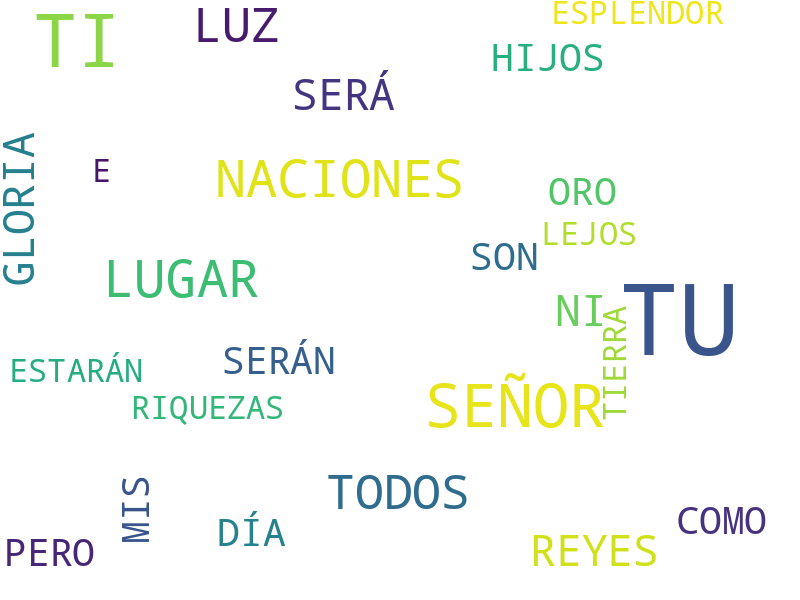 TI
LUZ
ESPLENDOR
HIJOS
SERÁ
GLORIA
E
NACIONES
ORO
LEJOS
SON
LUGAR
TU
NI
TIERRA
SERÁN
ESTARÁN
RIQUEZAS
SEÑOR
TODOS
MIS
DÍA
COMO
REYES
PERO